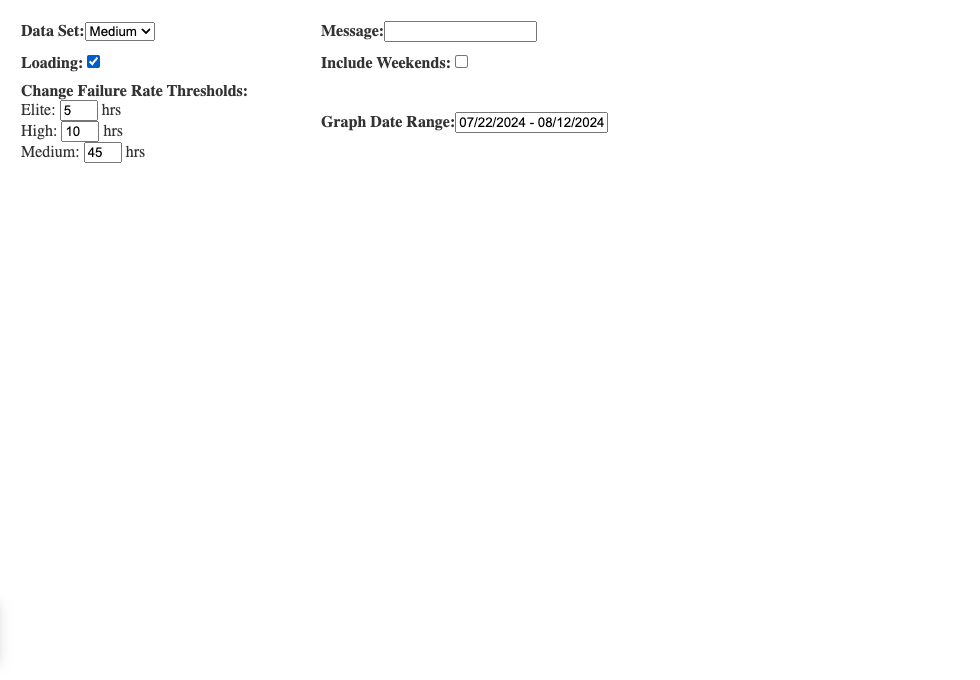 Data Set: Medium
Message:
Loading:
Include Weekends:
Change Failure Rate Thresholds:
Elite: 5 hrs
High: 10 hrs
Medium: 45 hrs
Graph Date Range: 07/22/2024 - 08/12/2024